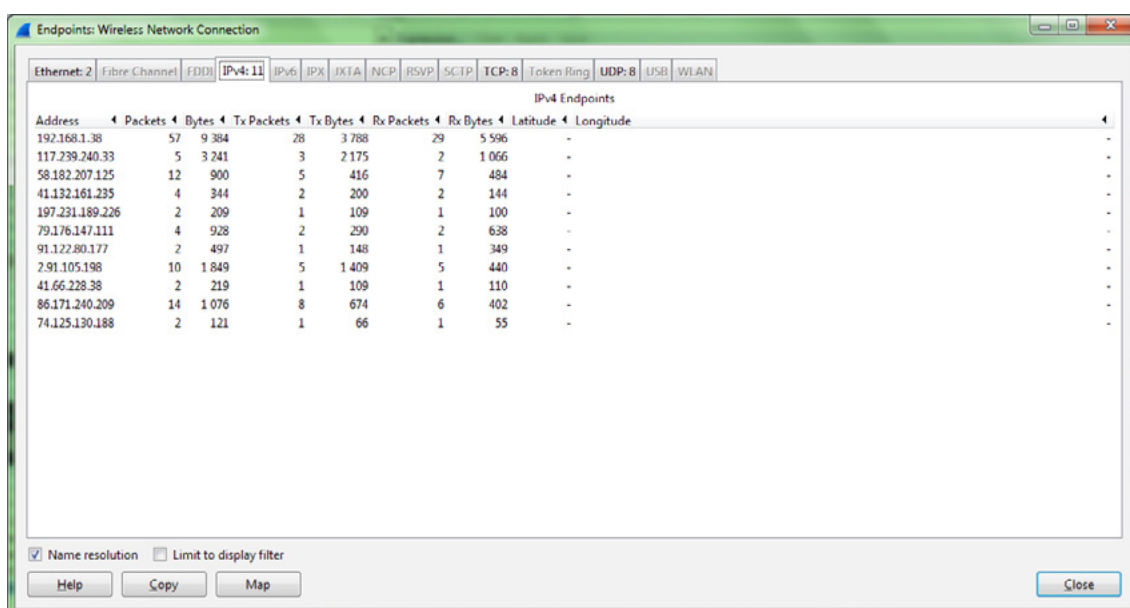 Endpoints: Wireless Network Connection
Ethernet: 2 Fibre Channel FDDI IPv4: 11 IPv6 IPX JXTA NCP RSVP SCTP TCP: 8 Token Ring UDP: 8 USB WLAN
IPv4 Endpoints
Address Packets Bytes Tx Packets Tx Bytes Rx Packets Rx Bytes Latitude Longitude
192.168.1.38 57 9 384 28 3 788 29 5 596 - -
117.239.240.33 5 3 241 3 2 175 2 1 066 - -
58.182.207.125 12 900 5 416 7 484 - -
41.132.161.235 4 344 2 200 2 144 - -
197.231.189.226 2 209 1 109 1 100 - -
79.176.147.111 4 928 2 290 2 638 - -
91.122.80.177 2 497 1 148 1 349 - -
2.91.105.198 10 1 849 5 1 409 5 440 - -
41.66.228.38 2 219 1 109 1 110 - -
86.171.240.209 14 1 076 8 674 6 402 - -
74.125.130.188 2 121 1 66 1 55 - -
Name resolution Limit to display filter
Help Copy Map Close